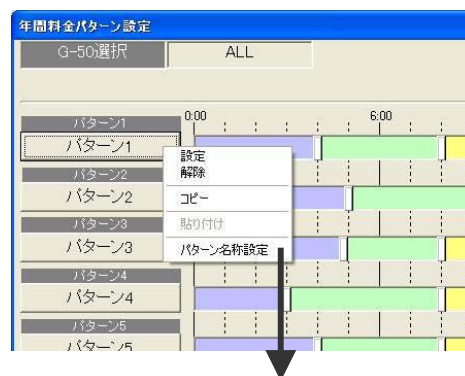 年間料金パターン設定
G-50選択 ALL
0:00 6:00
パターン1
パターン1
設定
解除
コピー
貼り付け
パターン名称設定
パターン2
パターン2
パターン3
パターン3
パターン4
パターン4
パターン5
パターン5